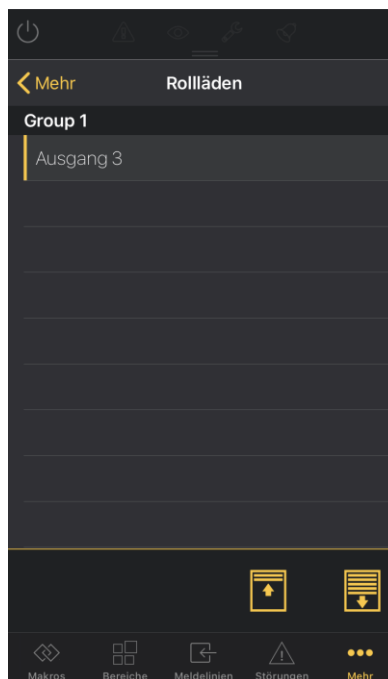 Mehr
Rollläden
Group 1
Ausgang 3
Makros
Bereiche
Meldelinien
Störungen
Mehr